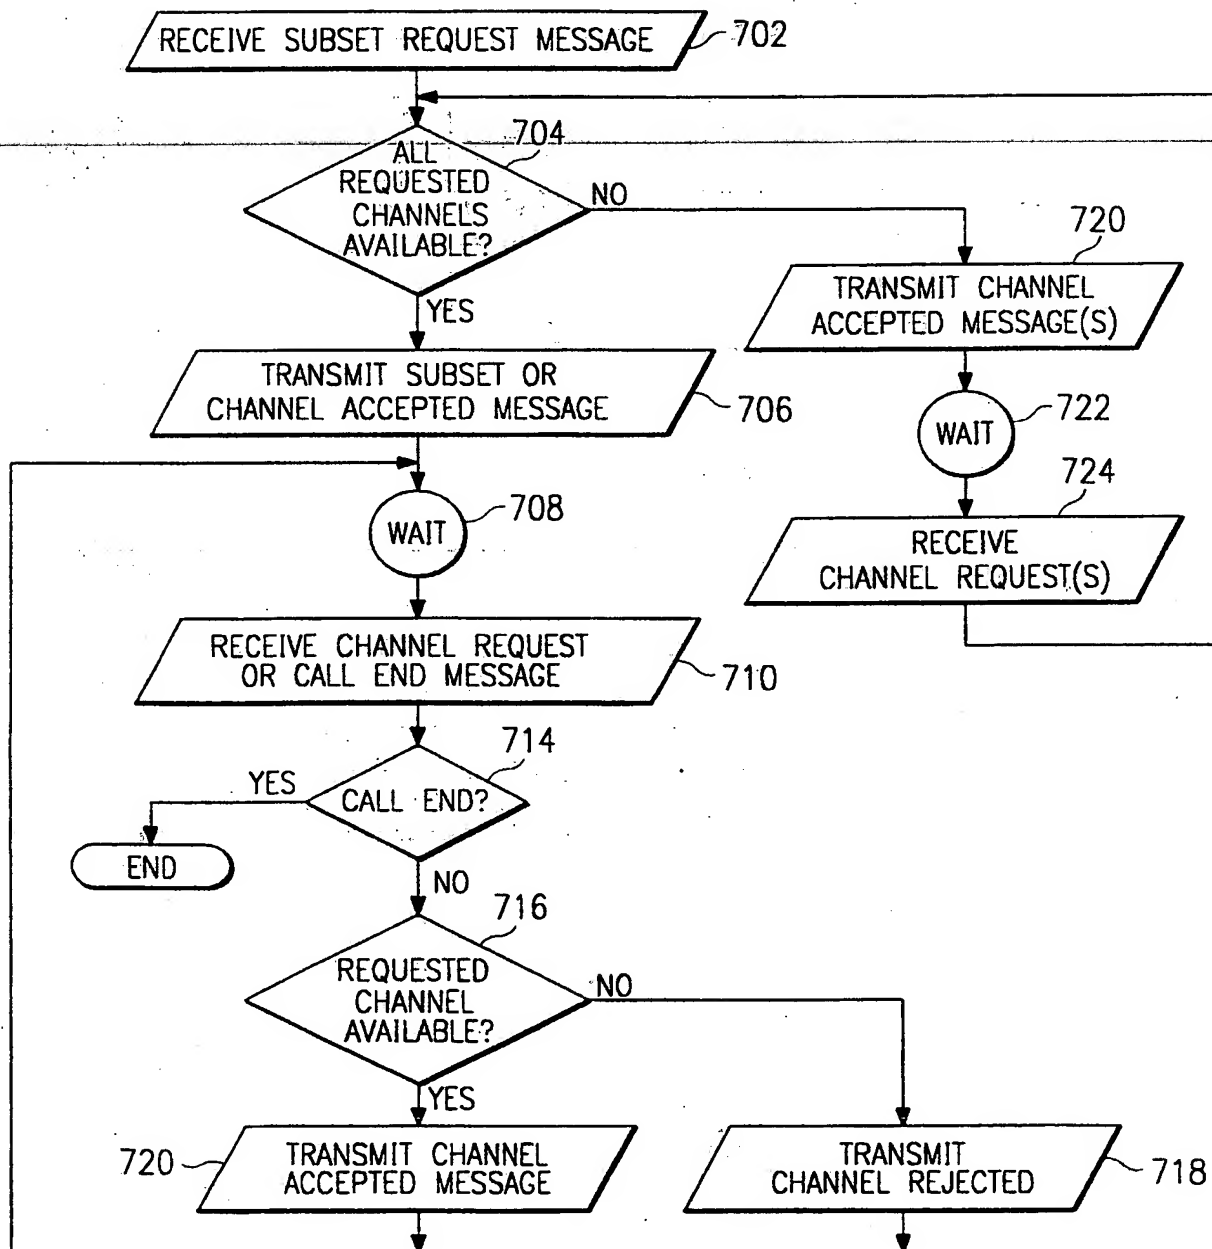 RECEIVE SUBSET REQUEST MESSAGE
702
704
ALL
REQUESTED
CHANNELS
AVAILABLE?
NO
YES
720
TRANSMIT CHANNEL
ACCEPTED MESSAGE(S)
TRANSMIT SUBSET OR
CHANNEL ACCEPTED MESSAGE
706
722
WAIT
708
WAIT
724
RECEIVE
CHANNEL REQUEST(S)
RECEIVE CHANNEL REQUEST
OR CALL END MESSAGE
710
714
YES
CALL END?
END
NO
716
REQUESTED
CHANNEL
AVAILABLE?
NO
YES
720
TRANSMIT CHANNEL
ACCEPTED MESSAGE
TRANSMIT
CHANNEL REJECTED
718